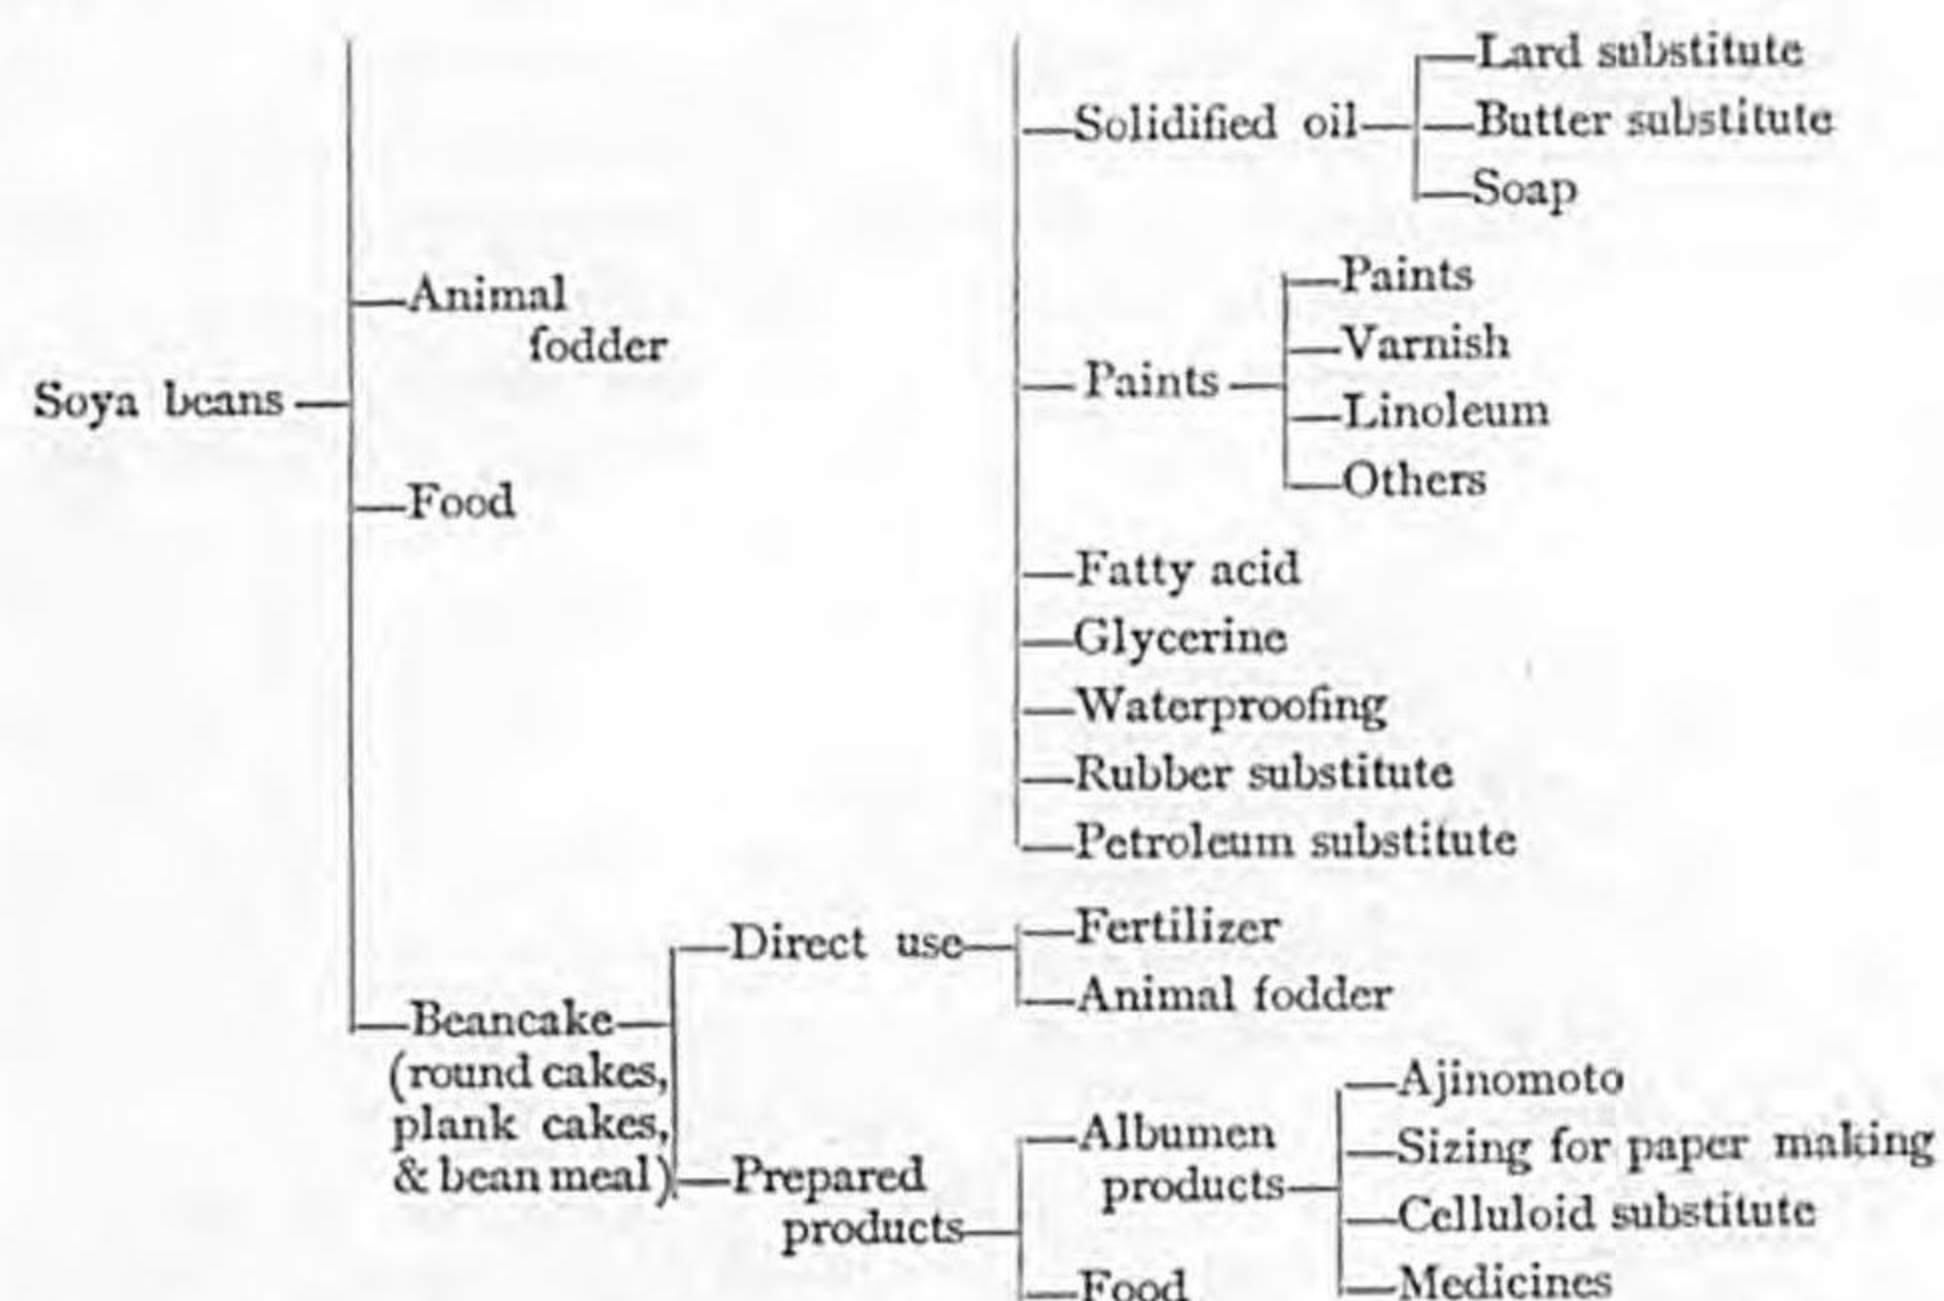 Lard substitute
Solidified oil
Butter substitute
Soap
Animal
fodder
Soya beans
Food
Paints
Paints
Varnish
Linoleum
Others
Fatty acid
Glycerine
Waterproofing
Rubber substitute
Petroleum substitute
Beancake
(round cakes,
plank cakes,
& bean meal)
Direct use
Fertilizer
Animal fodder
Prepared
products
Albumen
products
Ajinomoto
Sizing for paper making
Celluloid substitute
Medicines
Food